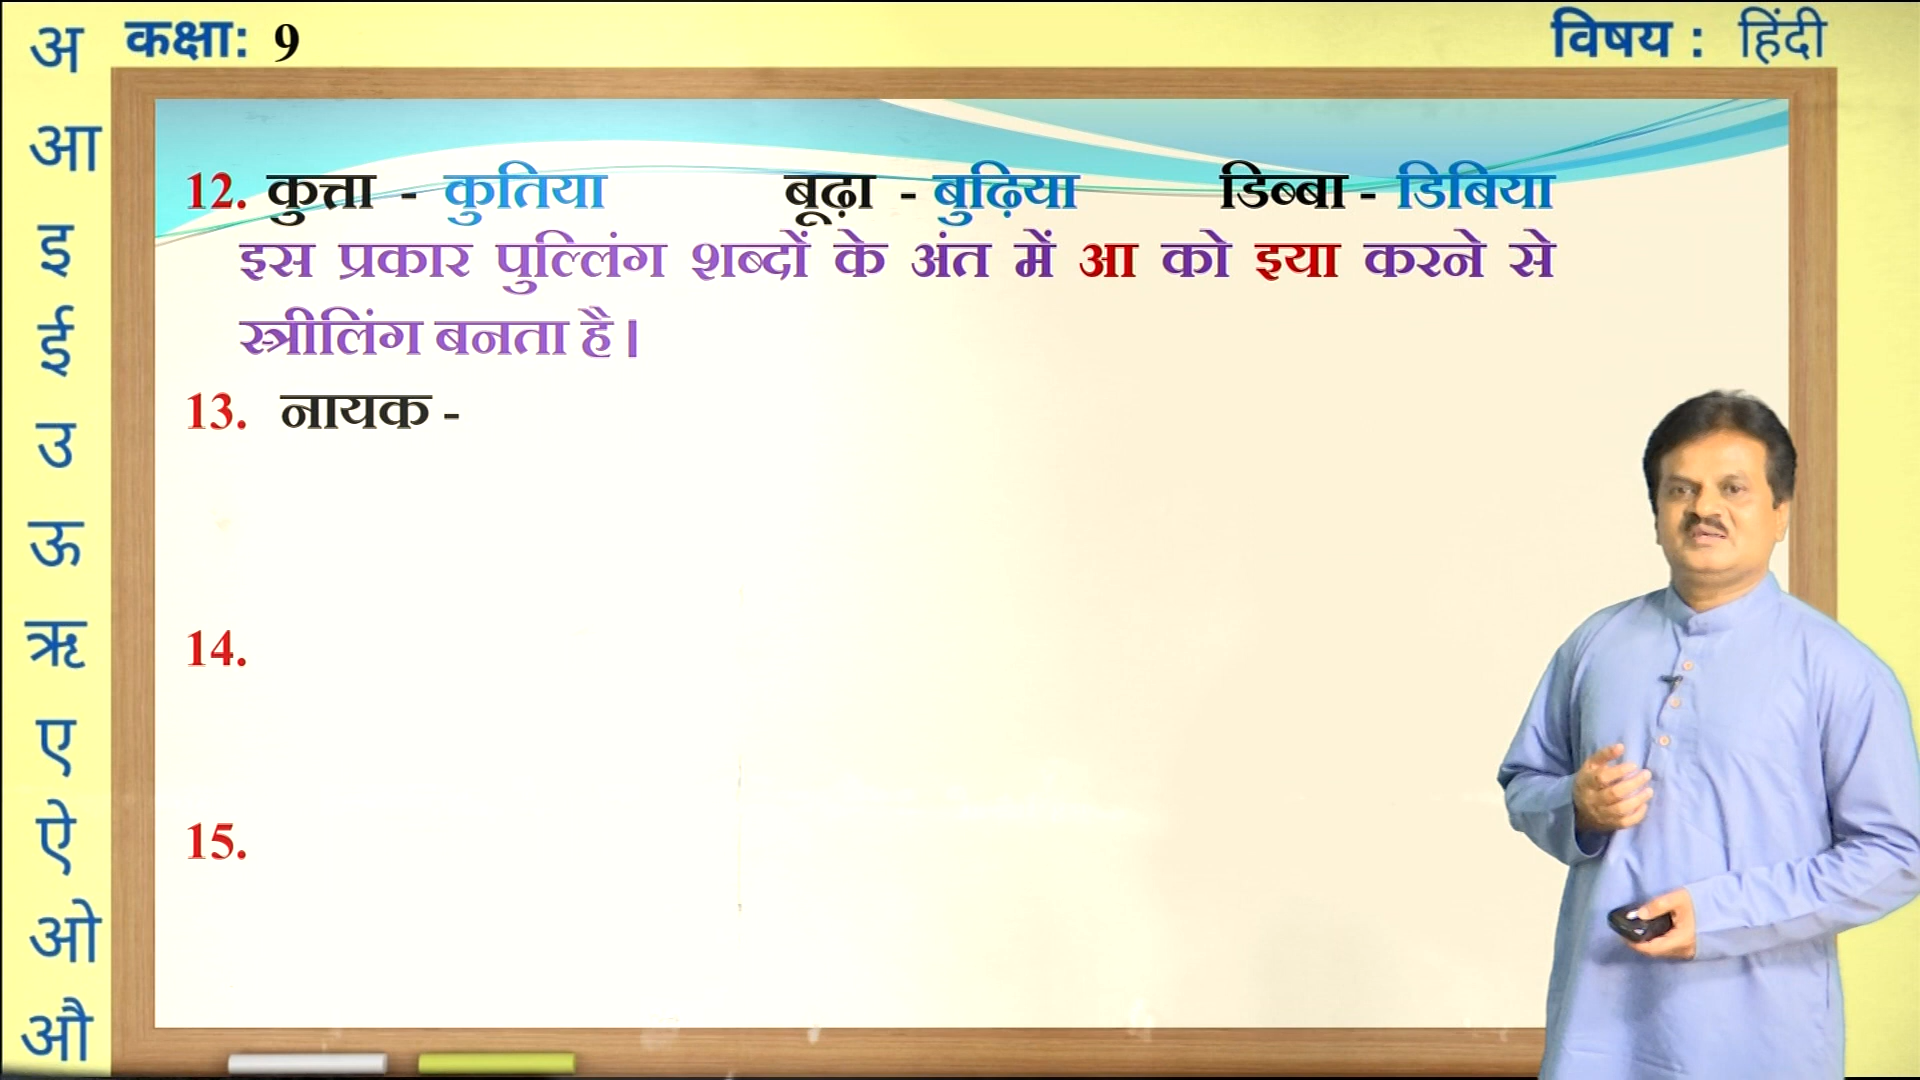 कक्षा: 9
विषय : हिंदी
अ
आ
इ
ई
उ
ऊ
ऋ
ए
ऐ
ओ
औ
12. कुत्ता - कुतिया बूढ़ा - बुढ़िया डिब्बा - डिबिया
इस प्रकार पुल्लिंग शब्दों के अंत में आ को इया करने से
स्त्रीलिंग बनता है।
13. नायक -
14.
15.